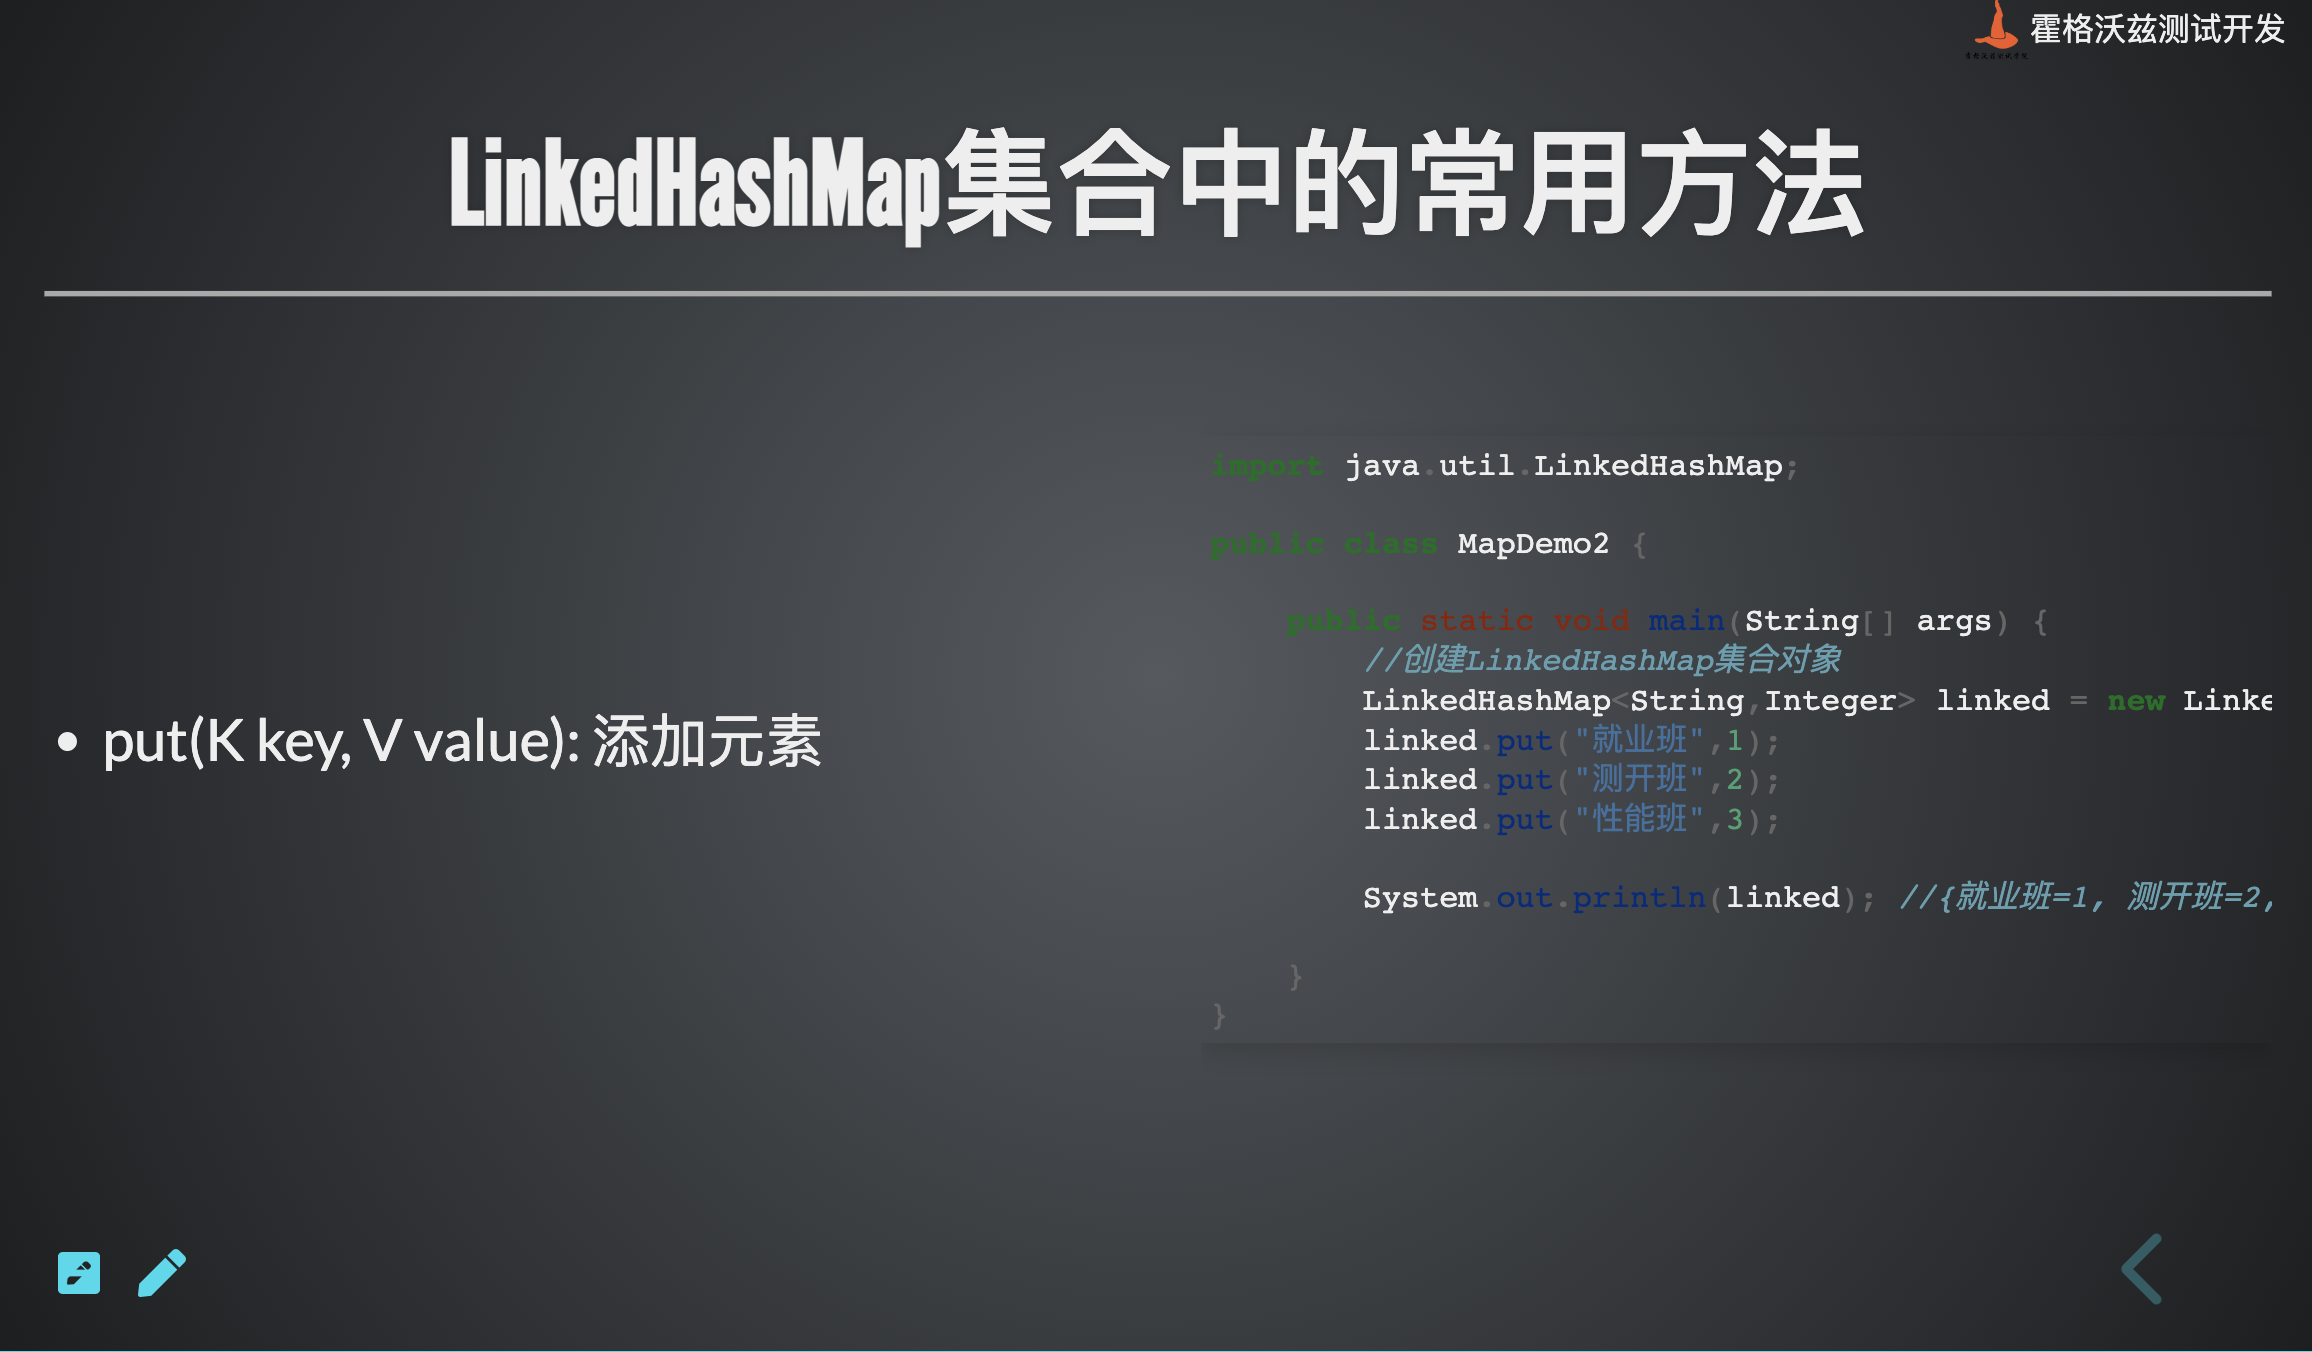 霍格沃兹测试开发
LinkedHashMap集合中的常用方法
• put(K key, V value): 添加元素
import java.util.LinkedHashMap;
public class MapDemo2 {
public static void main(String[] args) {
//创建LinkedHashMap集合对象
LinkedHashMap<String,Integer> linked = new Linke
linked.put("就业班",1);
linked.put("测开班",2);
linked.put("性能班",3);
System.out.println(linked); //{就业班=1, 测开班=2,
}
}